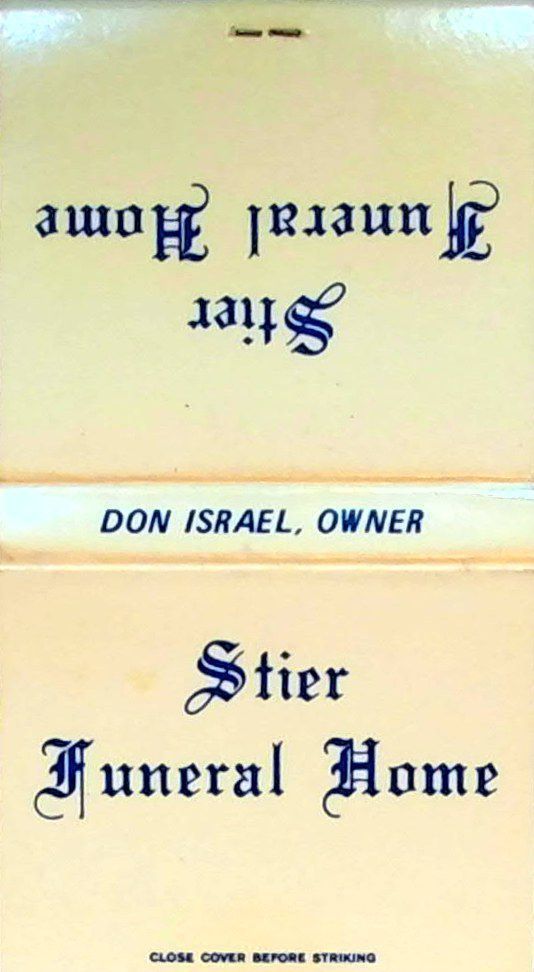 Stier
Funeral Home
DON ISRAEL, OWNER
Stier
Funeral Home
CLOSE COVER BEFORE STRIKING